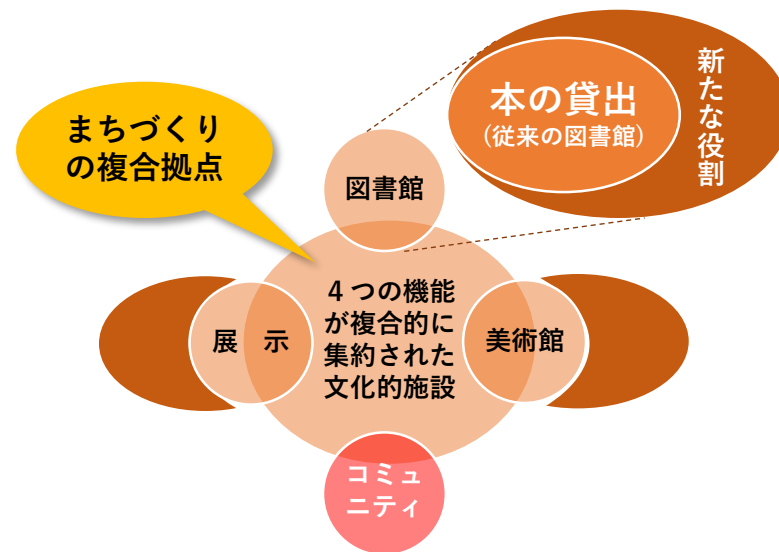 まちづくり
の複合拠点
本の貸出
(従来の図書館)
新たな役割
図書館
4つの機能
が複合的に
集約された
文化的施設
展 示
美術館
コミュ
ニティ